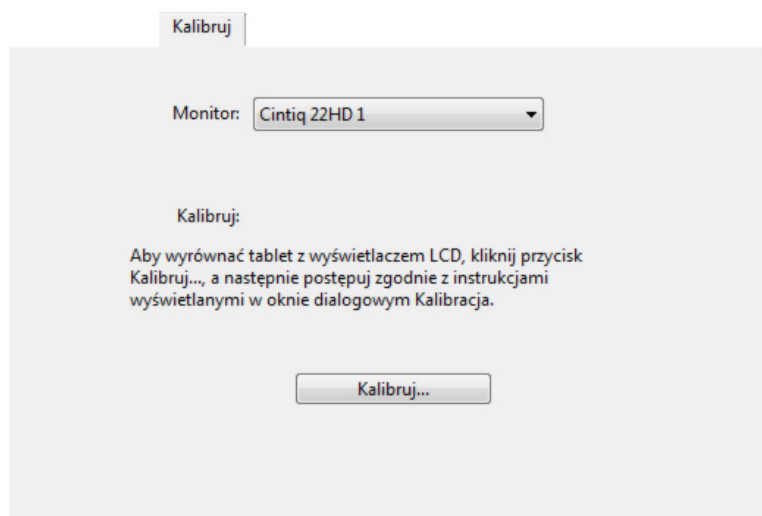 Kalibruj
Monitor: Cintiq 22HD 1
Kalibruj:
Aby wyrównać tablet z wyświetlaczem LCD, kliknij przycisk
Kalibruj..., a następnie postępuj zgodnie z instrukcjami
wyświetlanymi w oknie dialogowym Kalibracja.
Kalibruj...